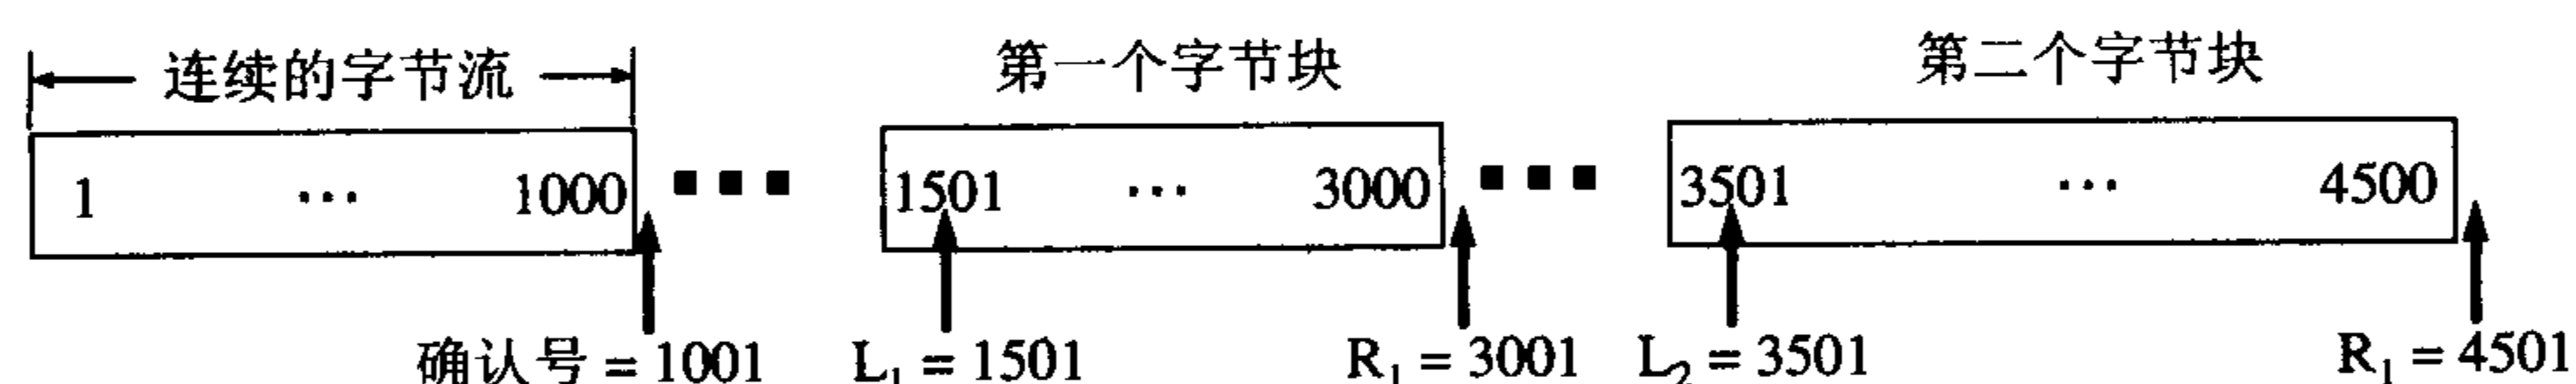 连续的字节流 第一个字节块 第二个字节块
1 ... 1000 ■ ■ ■ 1501 ... 3000 ■ ■ ■ 3501 ... 4500
确认号 = 1001 L₁ = 1501 R₁ = 3001 L₂ = 3501 R₁ = 4501